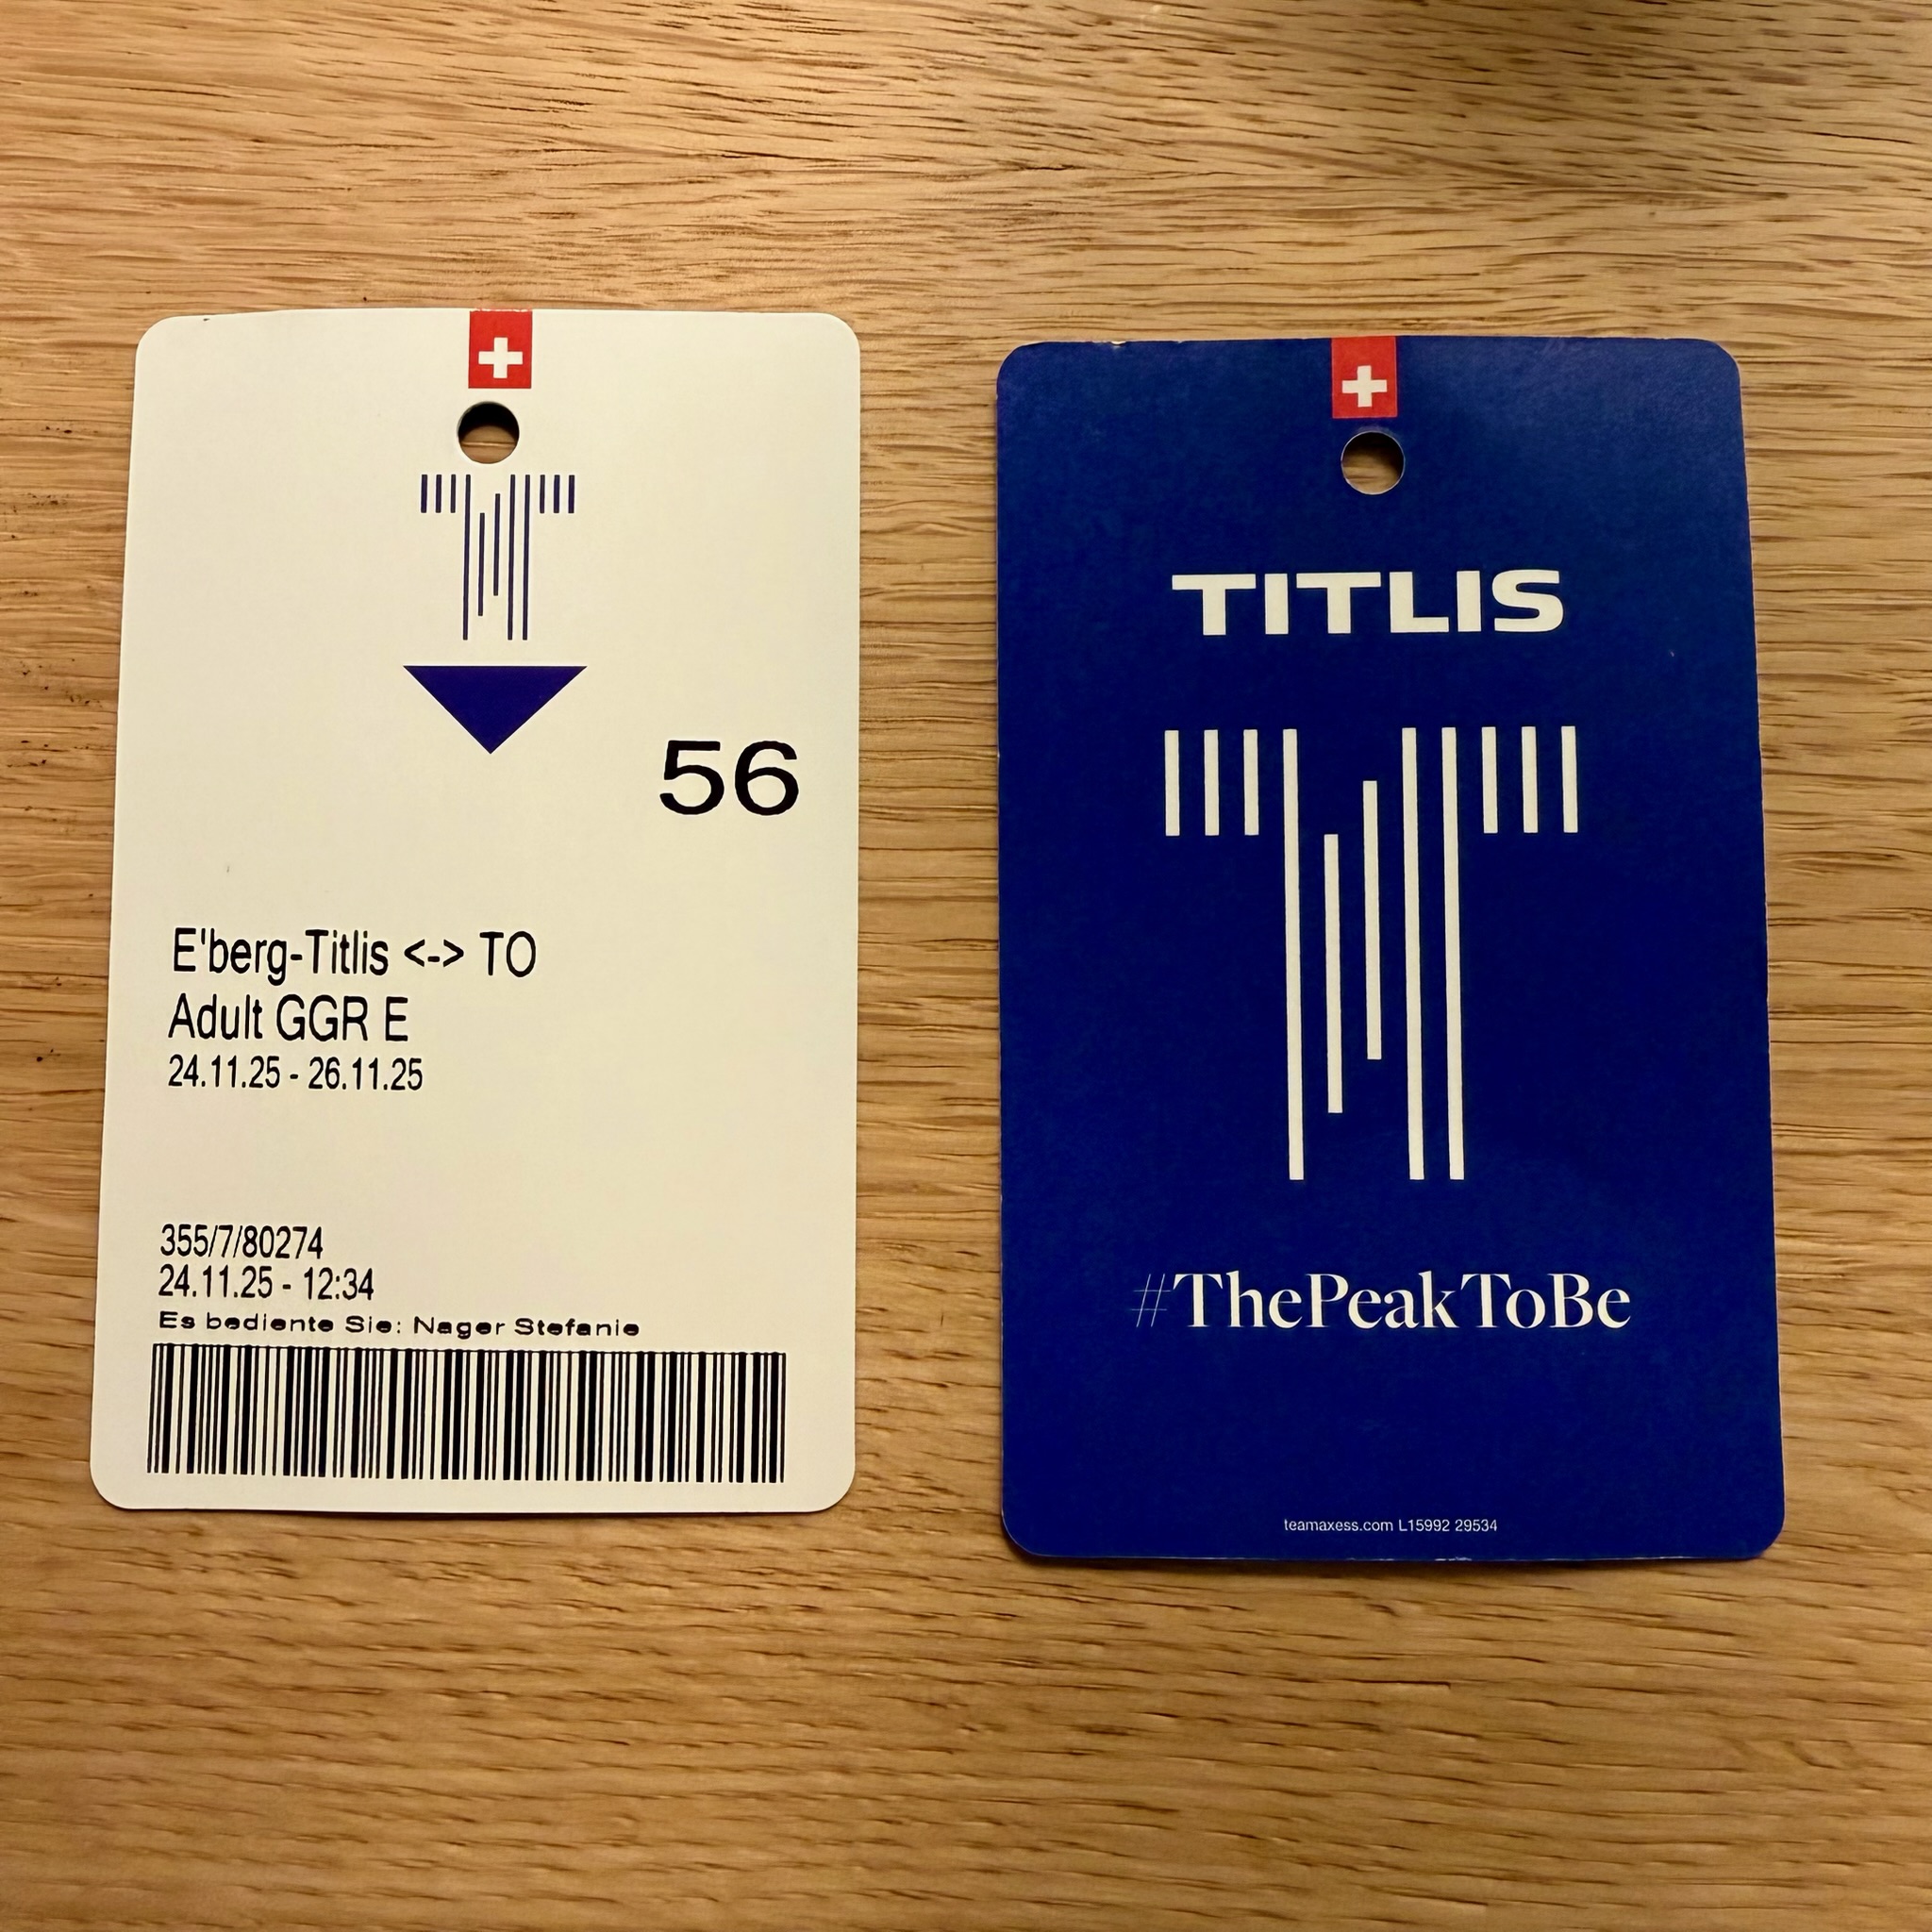 56
E'berg-Titlis <-> TO
Adult GGR E
24.11.25 - 26.11.25
355/7/80274
24.11.25 - 12:34
Es bediente Sie: Nager Stefanie
TITLIS
#ThePeakToBe
teamaxess.com L15992 29534